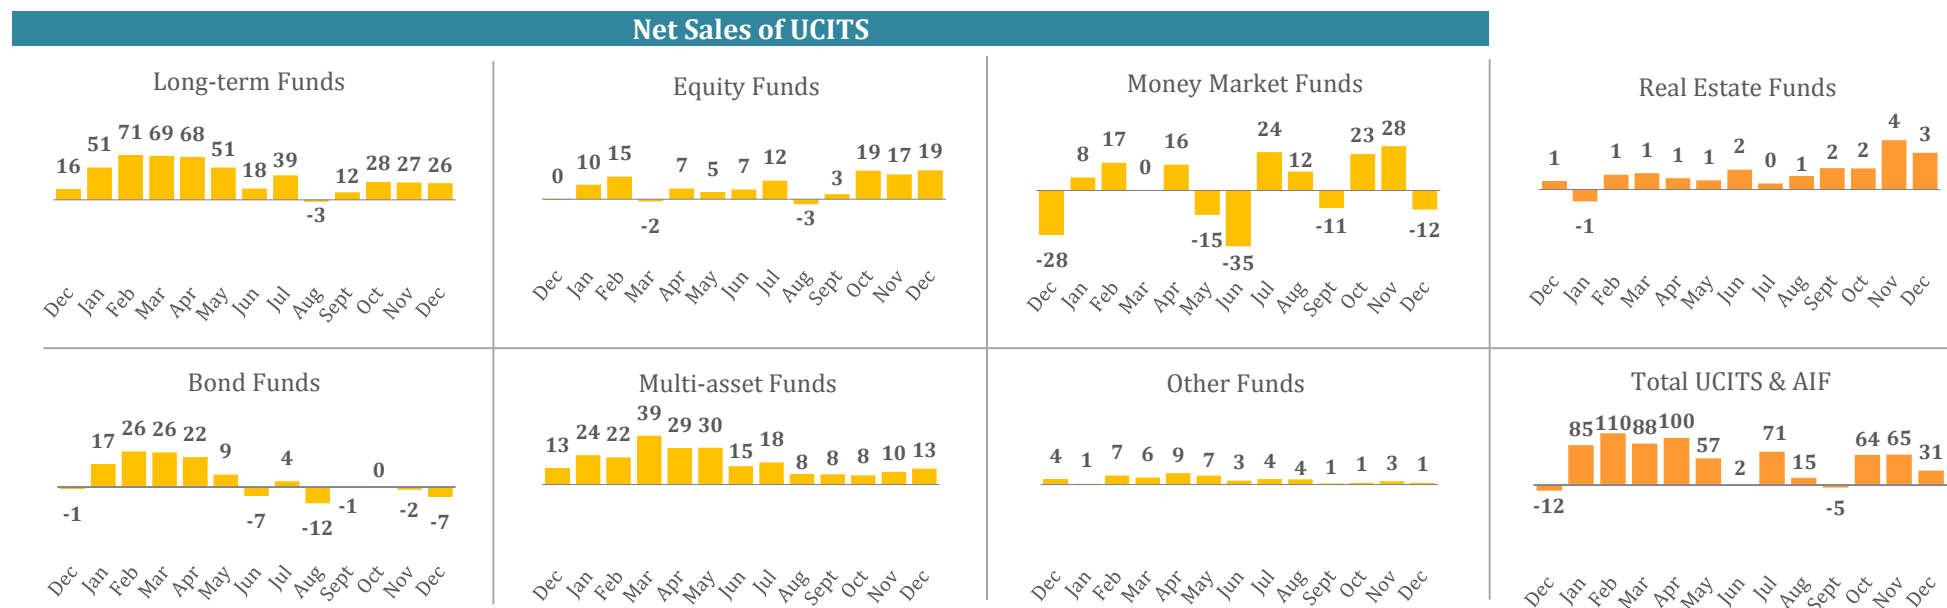 Net Sales of UCITS
Long-term Funds
16 51 71 69 68 51 18 39 -3 12 28 27 26
Dec Jan Feb Mar Apr May Jun Jul Aug Sept Oct Nov Dec
Equity Funds
0 10 15 -2 7 5 7 12 -3 3 19 17 19
Dec Jan Feb Mar Apr May Jun Jul Aug Sept Oct Nov Dec
Money Market Funds
-28 8 17 0 16 -15 -35 24 12 -11 23 28 -12
Dec Jan Feb Mar Apr May Jun Jul Aug Sept Oct Nov Dec
Real Estate Funds
1 -1 1 1 1 1 2 0 1 2 2 4 3
Dec Jan Feb Mar Apr May Jun Jul Aug Sept Oct Nov Dec
Bond Funds
-1 17 26 26 22 9 -7 4 -12 -1 0 -2 -7
Dec Jan Feb Mar Apr May Jun Jul Aug Sept Oct Nov Dec
Multi-asset Funds
13 24 22 39 29 30 15 18 8 8 8 10 13
Dec Jan Feb Mar Apr May Jun Jul Aug Sept Oct Nov Dec
Other Funds
4 1 7 6 9 7 3 4 4 1 1 3 1
Dec Jan Feb Mar Apr May Jun Jul Aug Sept Oct Nov Dec
Total UCITS & AIF
-12 85 110 88 100 57 2 71 15 -5 64 65 31
Dec Jan Feb Mar Apr May Jun Jul Aug Sept Oct Nov Dec